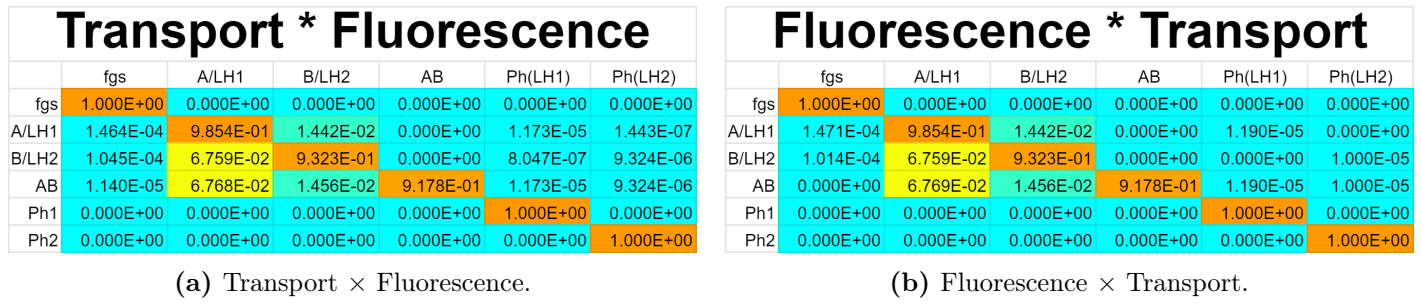 Transport * Fluorescence
fgs A/LH1 B/LH2 AB Ph(LH1) Ph(LH2)
fgs 1.000E+00 0.000E+00 0.000E+00 0.000E+00 0.000E+00 0.000E+00
A/LH1 1.464E-04 9.854E-01 1.442E-02 0.000E+00 1.173E-05 1.443E-07
B/LH2 1.045E-04 6.759E-02 9.323E-01 0.000E+00 8.047E-07 9.324E-06
AB 1.140E-05 6.768E-02 1.456E-02 9.178E-01 1.173E-05 9.324E-06
Ph1 0.000E+00 0.000E+00 0.000E+00 0.000E+00 1.000E+00 0.000E+00
Ph2 0.000E+00 0.000E+00 0.000E+00 0.000E+00 0.000E+00 1.000E+00
(a) Transport × Fluorescence.
Fluorescence * Transport
fgs A/LH1 B/LH2 AB Ph(LH1) Ph(LH2)
fgs 1.000E+00 0.000E+00 0.000E+00 0.000E+00 0.000E+00 0.000E+00
A/LH1 1.471E-04 9.854E-01 1.442E-02 0.000E+00 1.190E-05 0.000E+00
B/LH2 1.014E-04 6.759E-02 9.323E-01 0.000E+00 0.000E+00 1.000E-05
AB 0.000E+00 6.769E-02 1.456E-02 9.178E-01 1.190E-05 1.000E-05
Ph1 0.000E+00 0.000E+00 0.000E+00 0.000E+00 1.000E+00 0.000E+00
Ph2 0.000E+00 0.000E+00 0.000E+00 0.000E+00 0.000E+00 1.000E+00
(b) Fluorescence × Transport.